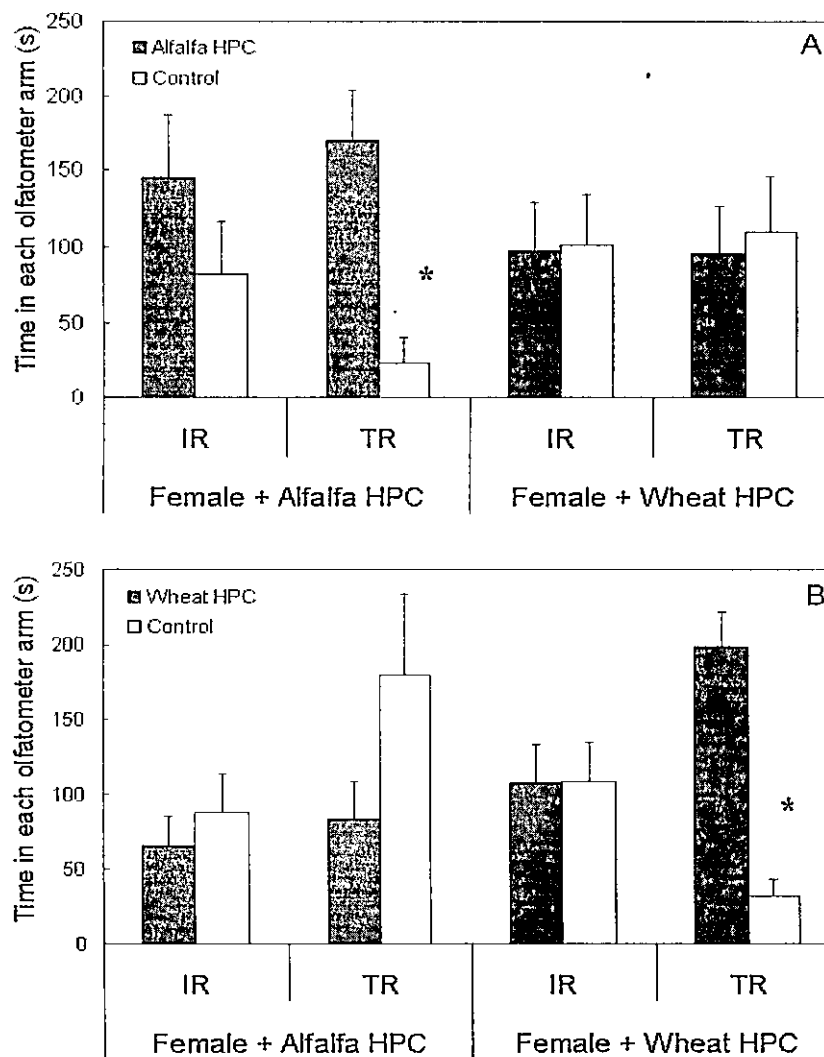 A
Alfalfa HPC
Control
Time in each olfatometer arm (s)
250
200
150
100
50
0
*
IR TR IR TR
Female + Alfalfa HPC Female + Wheat HPC
B
Wheat HPC
Control
Time in each olfatometer arm (s)
250
200
150
100
50
0
*
IR TR IR TR
Female + Alfalfa HPC Female + Wheat HPC